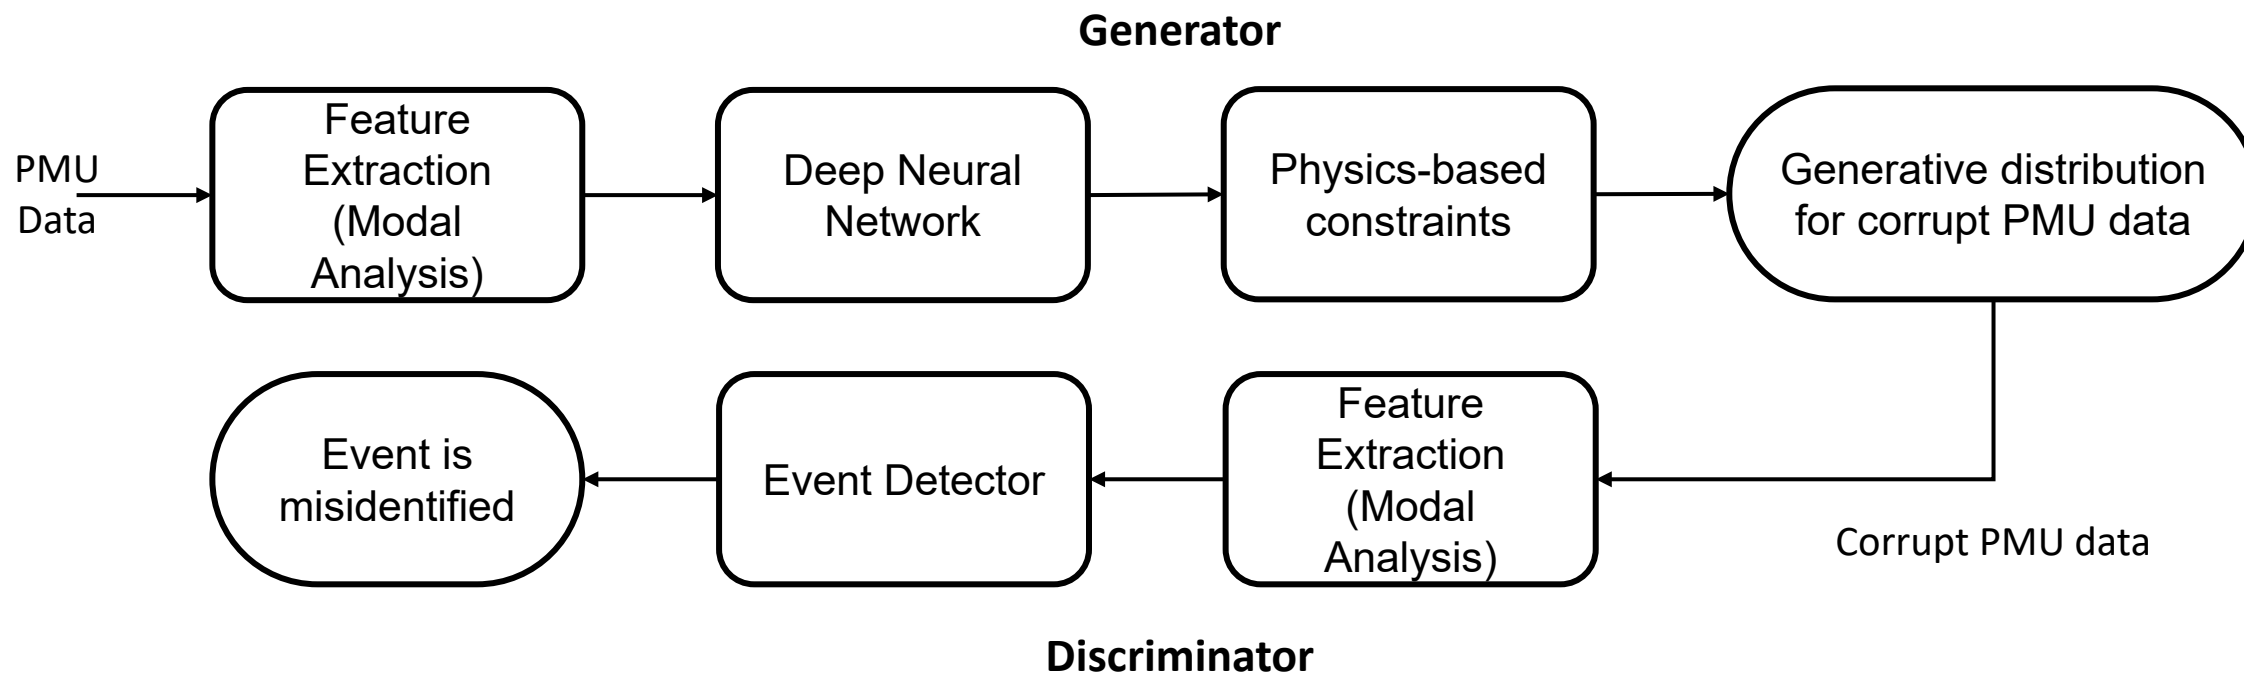 Generator
PMU
Data
Feature
Extraction
(Modal
Analysis)
Deep Neural
Network
Physics-based
constraints
Generative distribution
for corrupt PMU data
Event is
misidentified
Event Detector
Feature
Extraction
(Modal
Analysis)
Corrupt PMU data
Discriminator